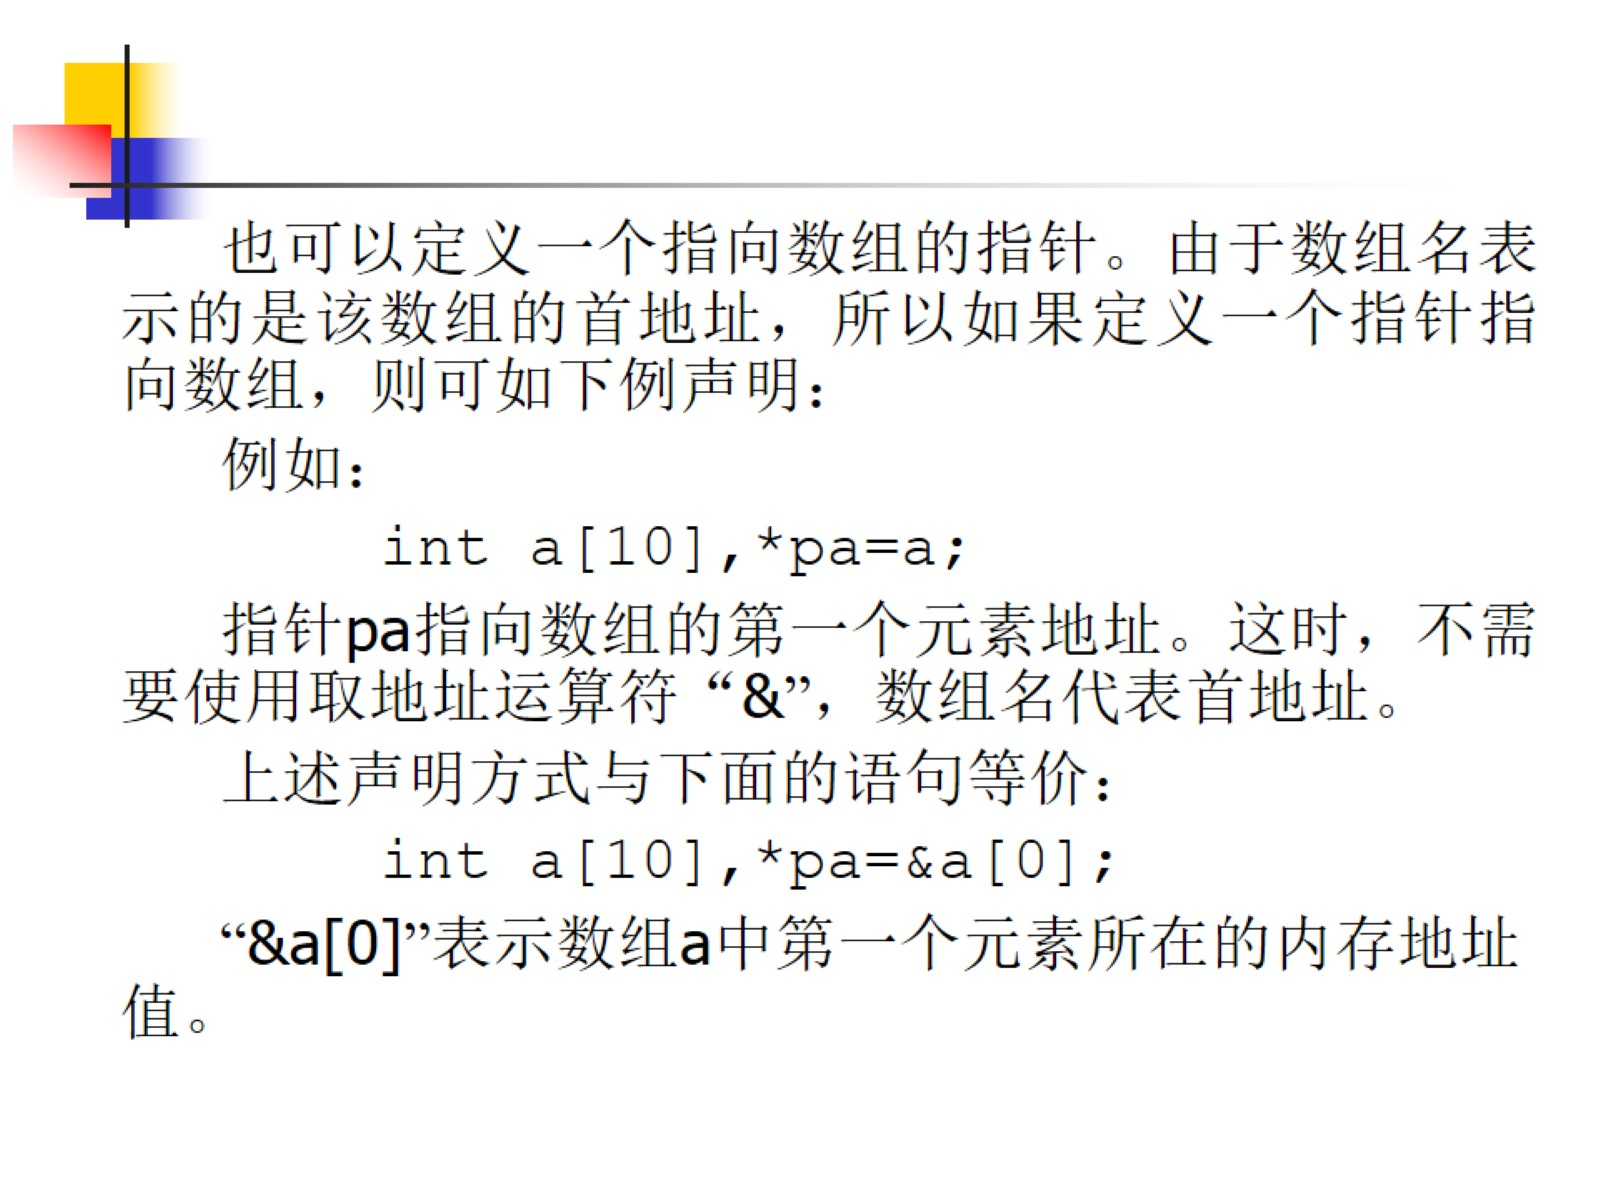 也可以定义一个指向数组的指针。由于数组名表
示的是该数组的首地址，所以如果定义一个指针指
向数组，则可如下例声明：
例如：
int a[10],*pa=a;
指针pa指向数组的第一个元素地址。这时，不需
要使用取地址运算符“&”，数组名代表首地址。
上述声明方式与下面的语句等价：
int a[10],*pa=&a[0];
“&a[0]”表示数组a中第一个元素所在的内存地址
值。